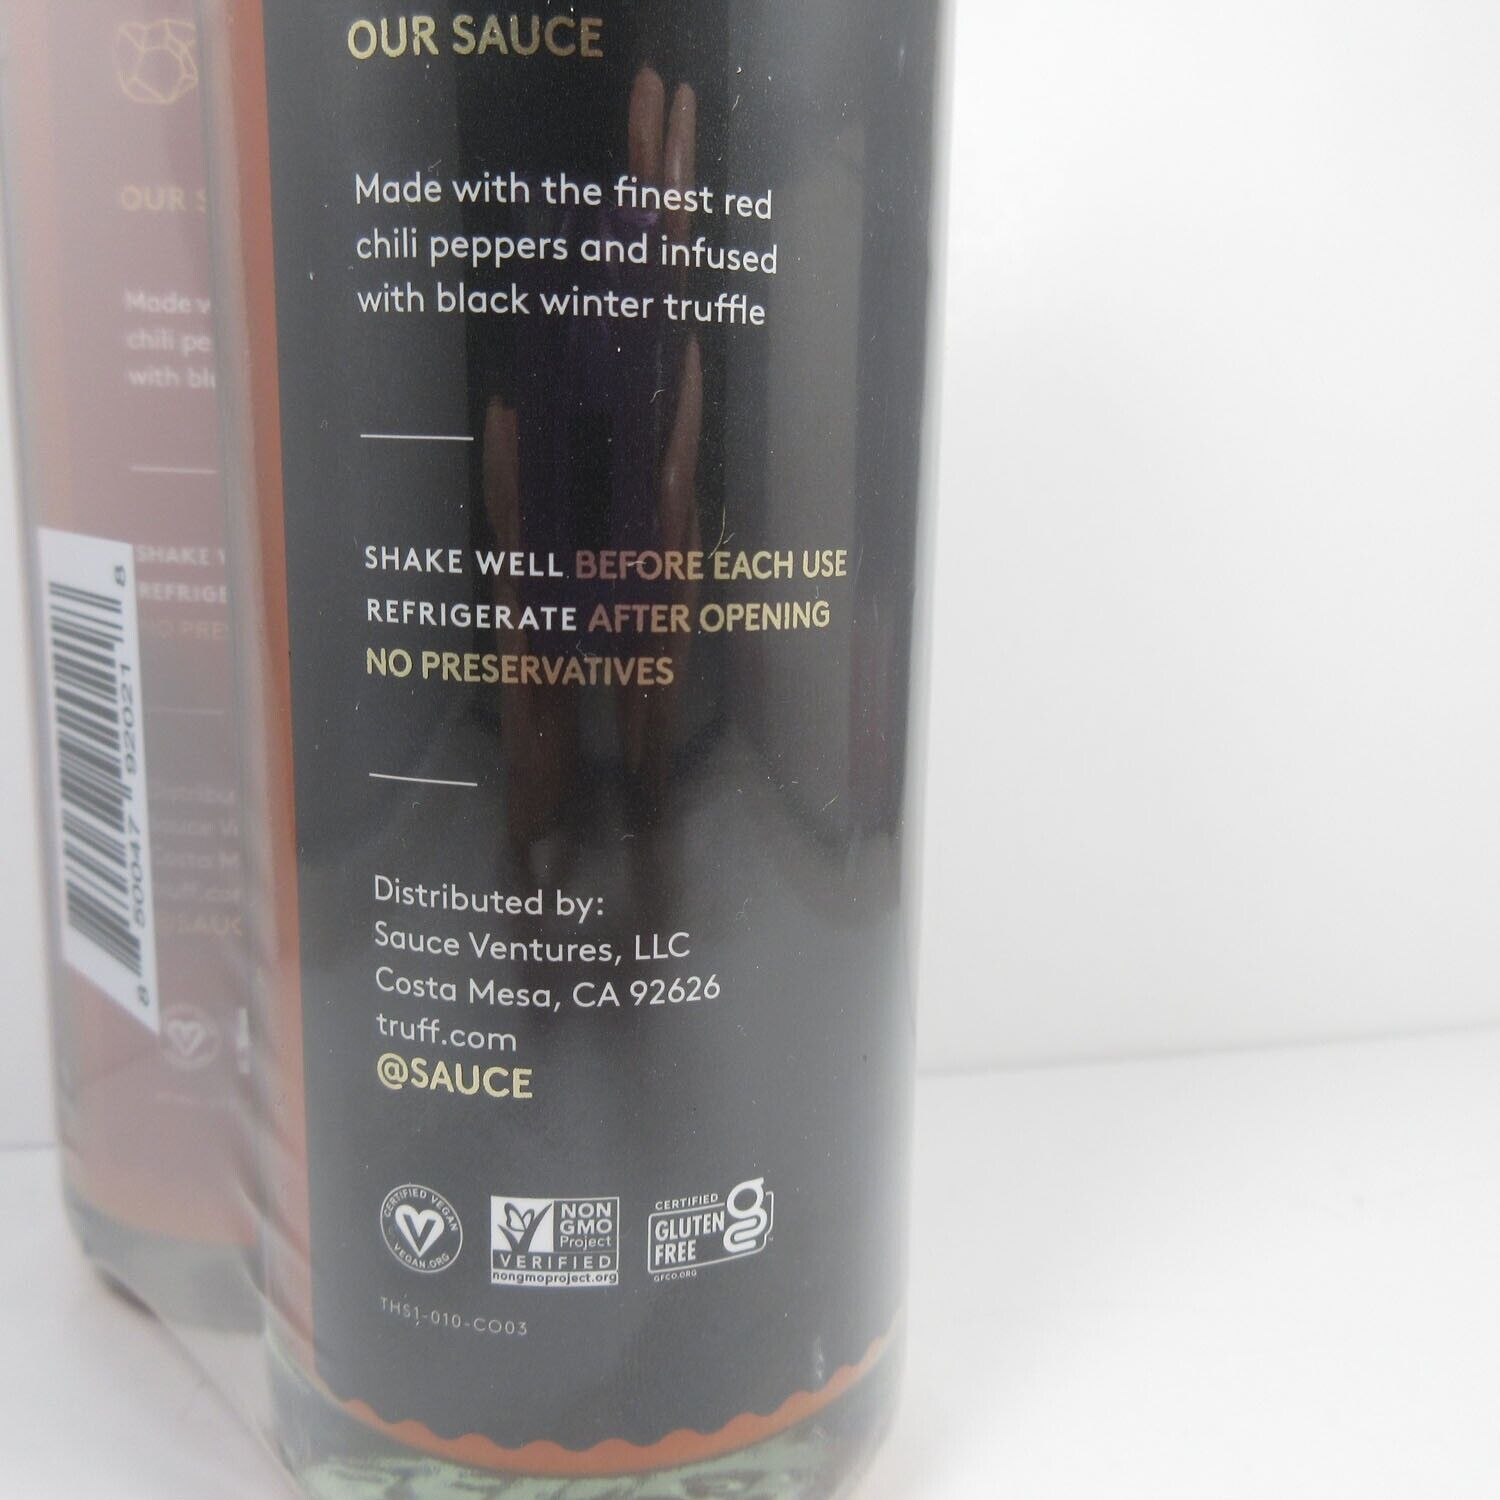 OUR SAUCE
Made with the finest red
chili peppers and infused
with black winter truffle
SHAKE WELL BEFORE EACH USE
REFRIGERATE AFTER OPENING
NO PRESERVATIVES
Distributed by:
Sauce Ventures, LLC
Costa Mesa, CA 92626
truff.com
@SAUCE
CERTIFIED VEGAN
VEGAN.ORG
NON
GMO
Project
VERIFIED
nongmoproject.org
CERTIFIED
GLUTEN
FREE
GFCO.ORG
THS1-010-CO03
OUR S
Made w
chili pe
with blu
SHAKE
REFRIGE
NO PRE
Costa M
8 50047 92021 8